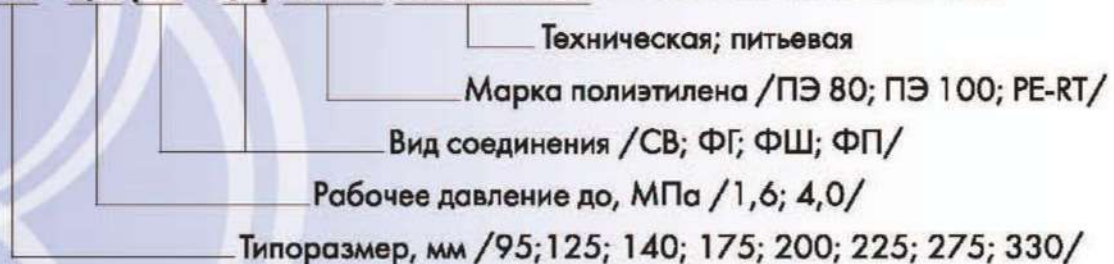 Техническая; питьевая
Марка полиэтилена /ПЭ 80; ПЭ 100; PE-RT/
Вид соединения /СВ; ФГ; ФШ; ФП/
Рабочее давление до, МПа /1,6; 4,0/
Типоразмер, мм /95;125; 140; 175; 200; 225; 275; 330/